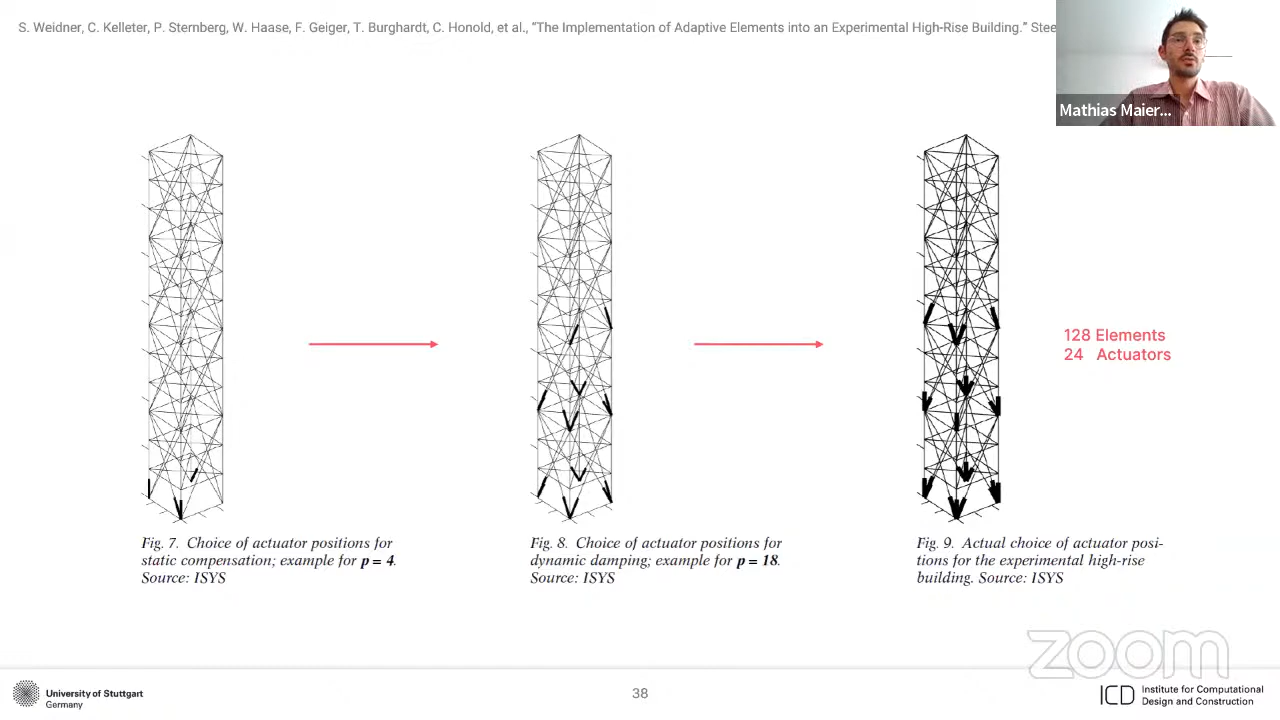 S. Weidner, C. Kelleter, P. Sternberg, W. Haase, F. Geiger, T. Burghardt, C. Honold, et al., "The Implementation of Adaptive Elements into an Experimental High-Rise Building."
Mathias Maier...
128 Elements
24 Actuators
Fig. 7. Choice of actuator positions for
static compensation; example for p = 4.
Source: ISYS
Fig. 8. Choice of actuator positions for
dynamic damping; example for p = 18.
Source: ISYS
Fig. 9. Actual choice of actuator posi-
tions for the experimental high-rise
building. Source: ISYS
zoom
University of Stuttgart
Germany
38
ICD
Institute for Computational
Design and Construction